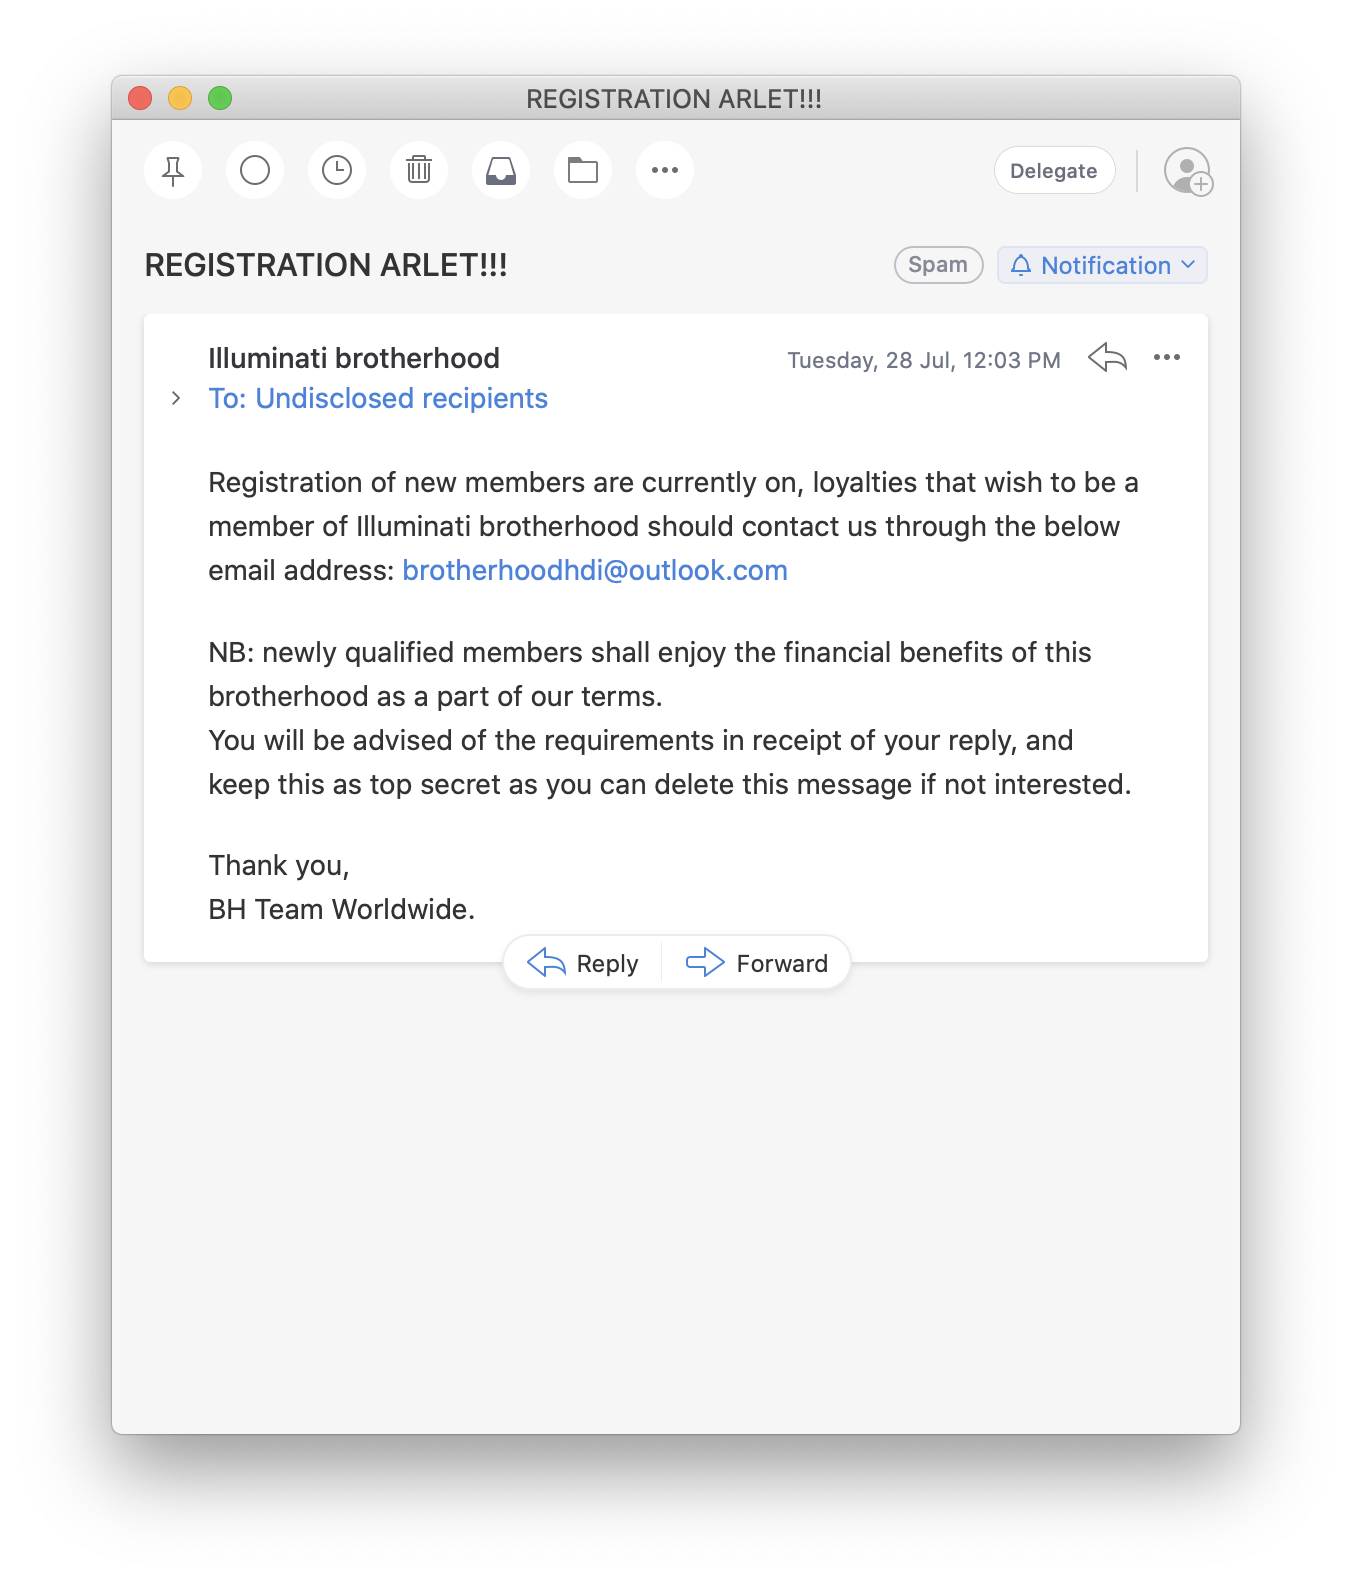 REGISTRATION ARLET!!!
Delegate
REGISTRATION ARLET!!!
Spam
Notification
Illuminati brotherhood
Tuesday, 28 Jul, 12:03 PM
To: Undisclosed recipients
Registration of new members are currently on, loyalties that wish to be a
member of Illuminati brotherhood should contact us through the below
email address: brotherhoodhdi@outlook.com
NB: newly qualified members shall enjoy the financial benefits of this
brotherhood as a part of our terms.
You will be advised of the requirements in receipt of your reply, and
keep this as top secret as you can delete this message if not interested.
Thank you,
BH Team Worldwide.
Reply
Forward